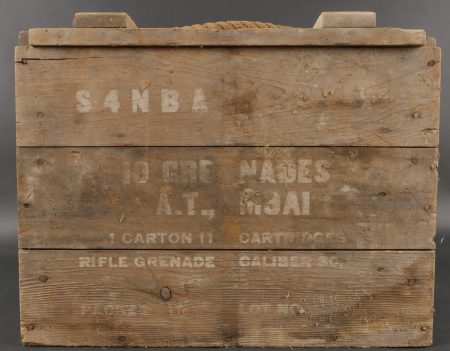 S4NBA
10 GRE NADES
A.T., M9A1
1 CARTON 11 CARTRIDGES
RIFLE GRENADE CALIBER
PACKED LOT NO.